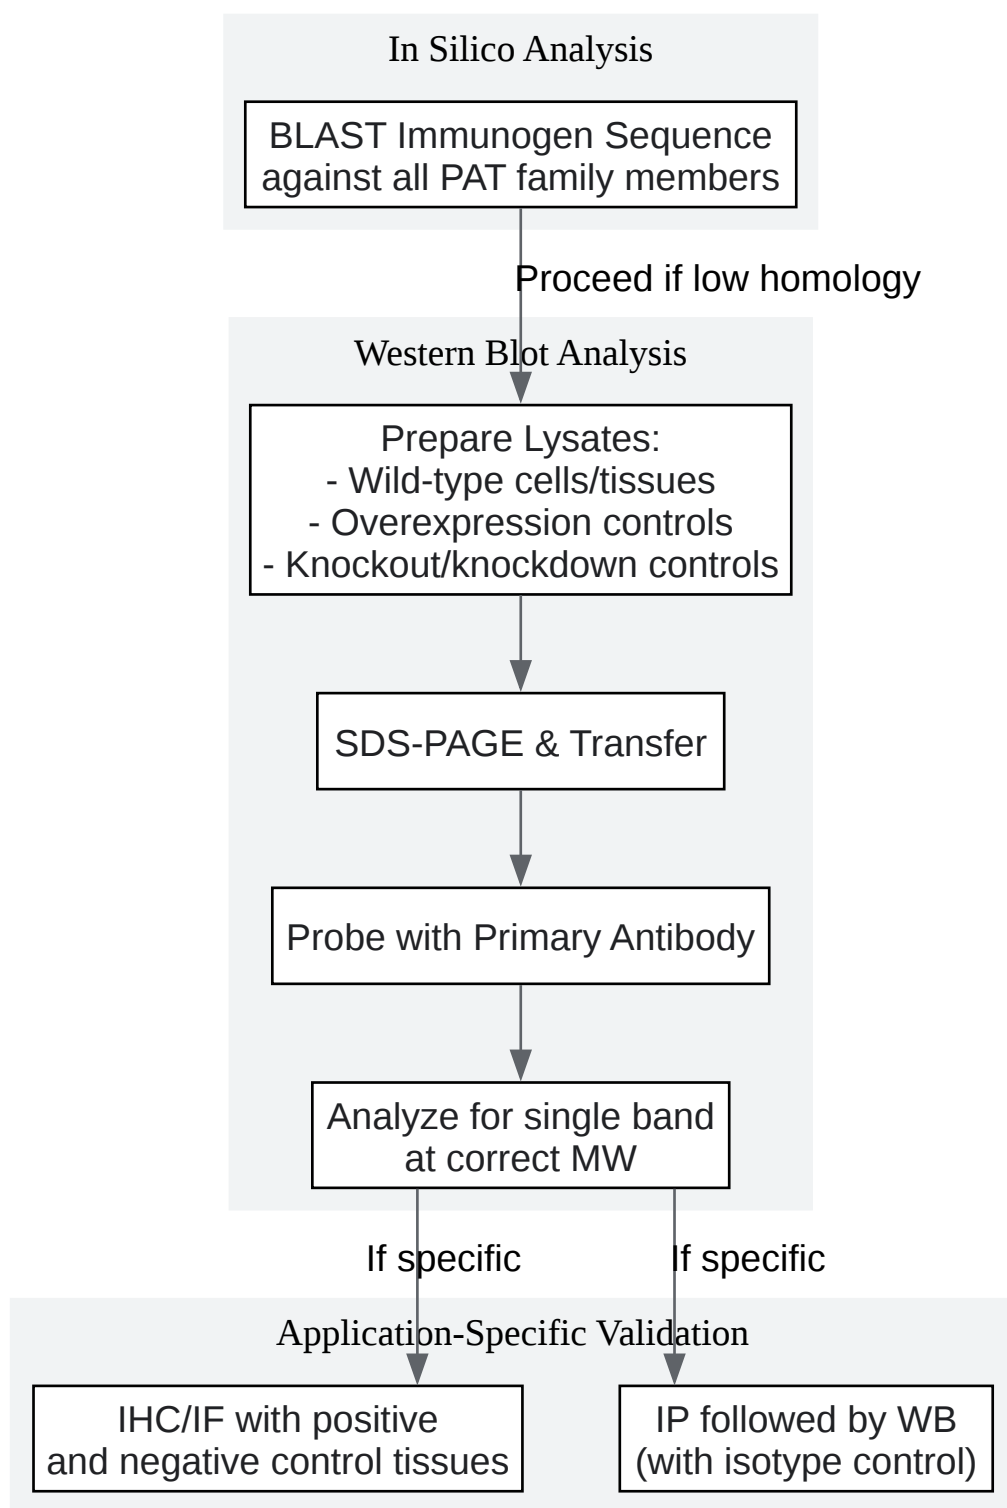 In Silico Analysis
BLAST Immunogen Sequence
against all PAT family members
Proceed if low homology
Western Blot Analysis
Prepare Lysates:
- Wild-type cells/tissues
- Overexpression controls
- Knockout/knockdown controls
SDS-PAGE & Transfer
Probe with Primary Antibody
Analyze for single band
at correct MW
If specific
If specific
Application-Specific Validation
IHC/IF with positive
and negative control tissues
IP followed by WB
(with isotype control)